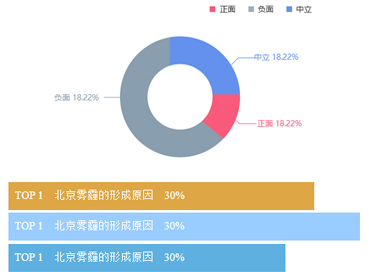 正面 负面 中立
中立 18.22%
负面 18.22%
正面 18.22%
TOP 1 北京雾霾的形成原因 30%
TOP 1 北京雾霾的形成原因 30%
TOP 1 北京雾霾的形成原因 30%